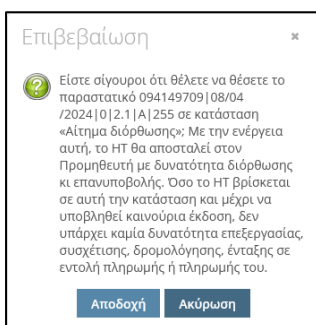 Επιβεβαίωση
Είστε σίγουροι ότι θέλετε να θέσετε το
παραστατικό 094149709|08/04
/2024|0|2.1|Α|255 σε κατάσταση
«Αίτημα διόρθωσης»; Με την ενέργεια
αυτή, το ΗΤ θα αποσταλεί στον
Προμηθευτή με δυνατότητα διόρθωσης
κι επανυποβολής. Όσο το ΗΤ βρίσκεται
σε αυτή την κατάσταση και μέχρι να
υποβληθεί καινούρια έκδοση, δεν
υπάρχει καμία δυνατότητα επεξεργασίας,
συσχέτισης, δρομολόγησης, ένταξης σε
εντολή πληρωμής ή πληρωμής του.
Αποδοχή Ακύρωση